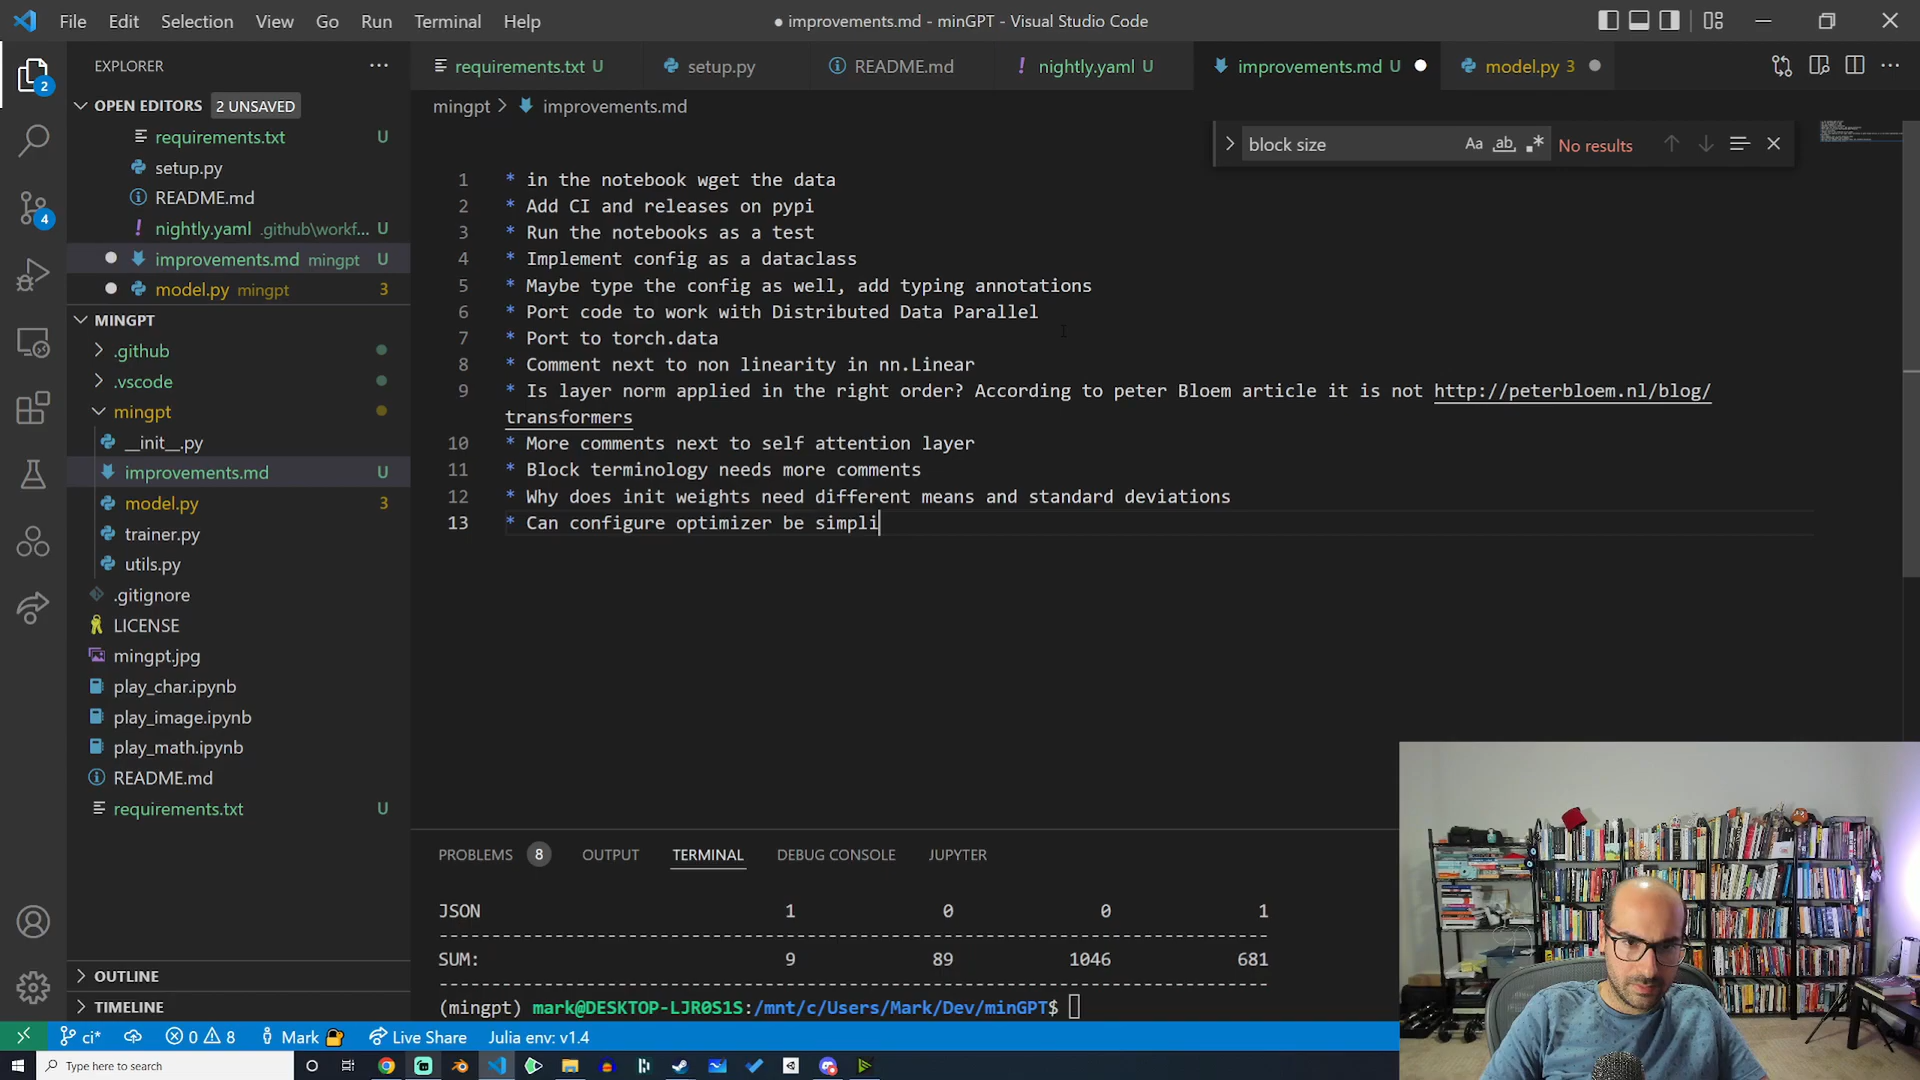 File Edit Selection View Go Run Terminal Help
● improvements.md - minGPT - Visual Studio Code
EXPLORER
requirements.txt U
setup.py
README.md
! nightly.yaml U
improvements.md U
model.py 3
OPEN EDITORS 2 UNSAVED
requirements.txt U
setup.py
README.md
! nightly.yaml .github\workf... U
improvements.md mingpt U
model.py mingpt 3
MINGPT
.github
.vscode
mingpt
__init__.py
improvements.md U
model.py 3
trainer.py
utils.py
.gitignore
LICENSE
mingpt.jpg
play_char.ipynb
play_image.ipynb
play_math.ipynb
README.md
requirements.txt U
OUTLINE
TIMELINE
2
4
mingpt > improvements.md
block size Aa ab No results
1 * in the notebook wget the data
2 * Add CI and releases on pypi
3 * Run the notebooks as a test
4 * Implement config as a dataclass
5 * Maybe type the config as well, add typing annotations
6 * Port code to work with Distributed Data Parallel
7 * Port to torch.data
8 * Comment next to non linearity in nn.Linear
9 * Is layer norm applied in the right order? According to peter Bloem article it is not http://peterbloem.nl/blog/
transformers
10 * More comments next to self attention layer
11 * Block terminology needs more comments
12 * Why does init weights need different means and standard deviations
13 * Can configure optimizer be simpli
PROBLEMS 8 OUTPUT TERMINAL DEBUG CONSOLE JUPYTER
JSON 1 0 0 1
-------------------------------------------------------------------------------
SUM: 9 89 1046 681
-------------------------------------------------------------------------------
(mingpt) mark@DESKTOP-LJR0S1S:/mnt/c/Users/Mark/Dev/minGPT$
ci* 0 8 Mark Live Share Julia env: v1.4
Type here to search